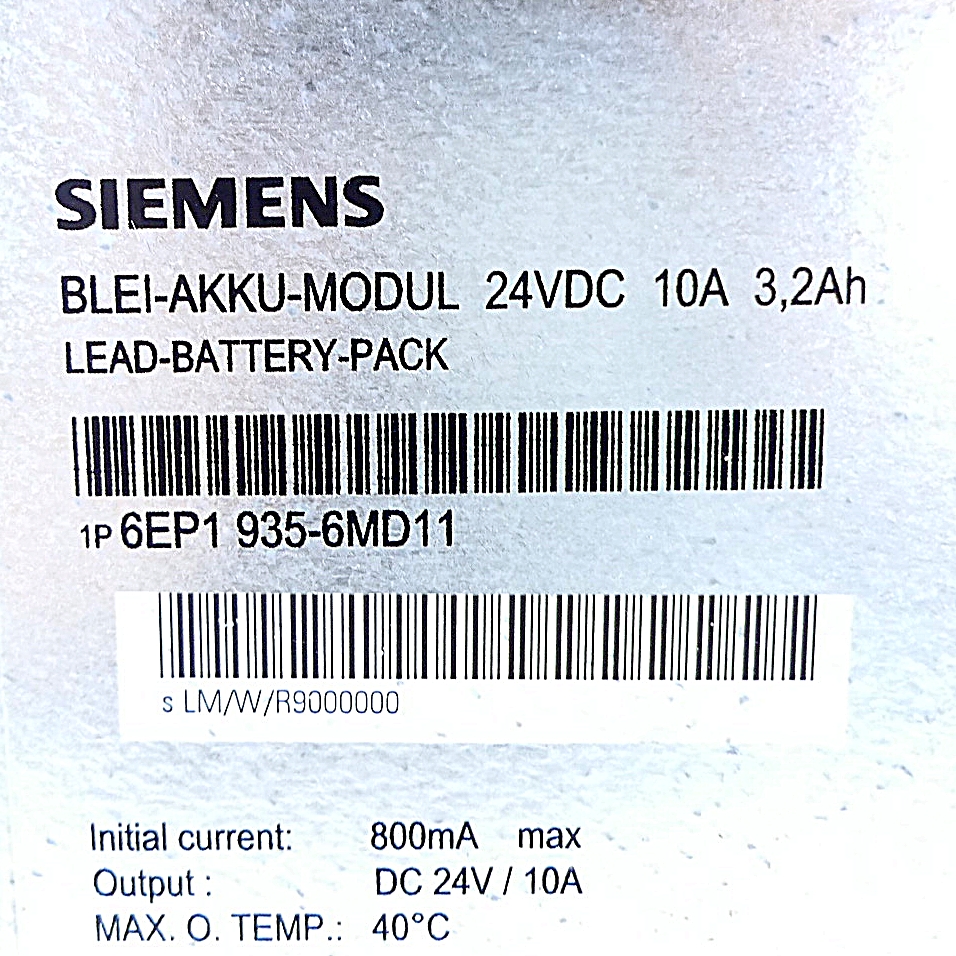 SIEMENS
BLEI-AKKU-MODUL 24VDC 10A 3,2Ah
LEAD-BATTERY-PACK
1P 6EP1 935-6MD11
s LM/W/R9000000
Initial current: 800mA max
Output : DC 24V / 10A
MAX. O. TEMP.: 40°C